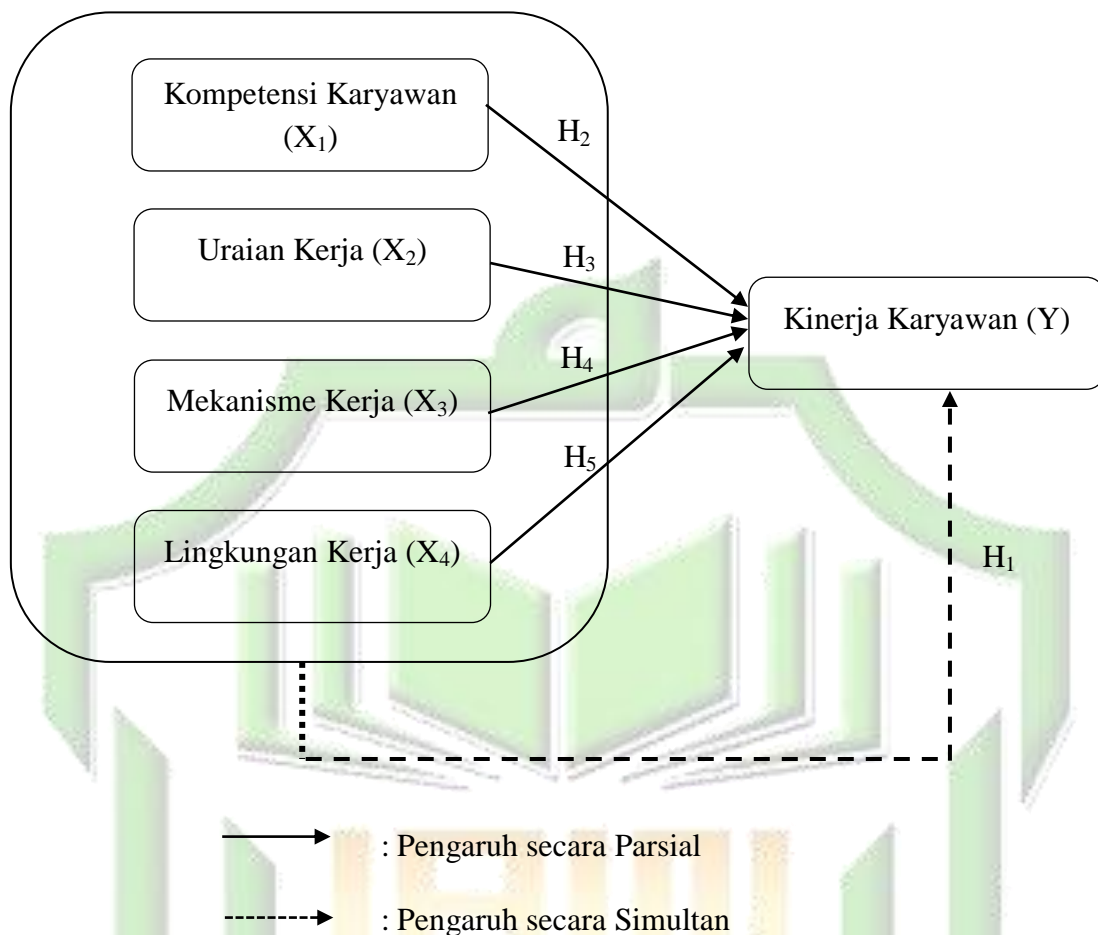 Kompetensi Karyawan
(X₁)
H₂
Uraian Kerja (X₂)
H₃
Kinerja Karyawan (Y)
Mekanisme Kerja (X₃)
H₄
H₅
Lingkungan Kerja (X₄)
H₁
: Pengaruh secara Parsial
: Pengaruh secara Simultan